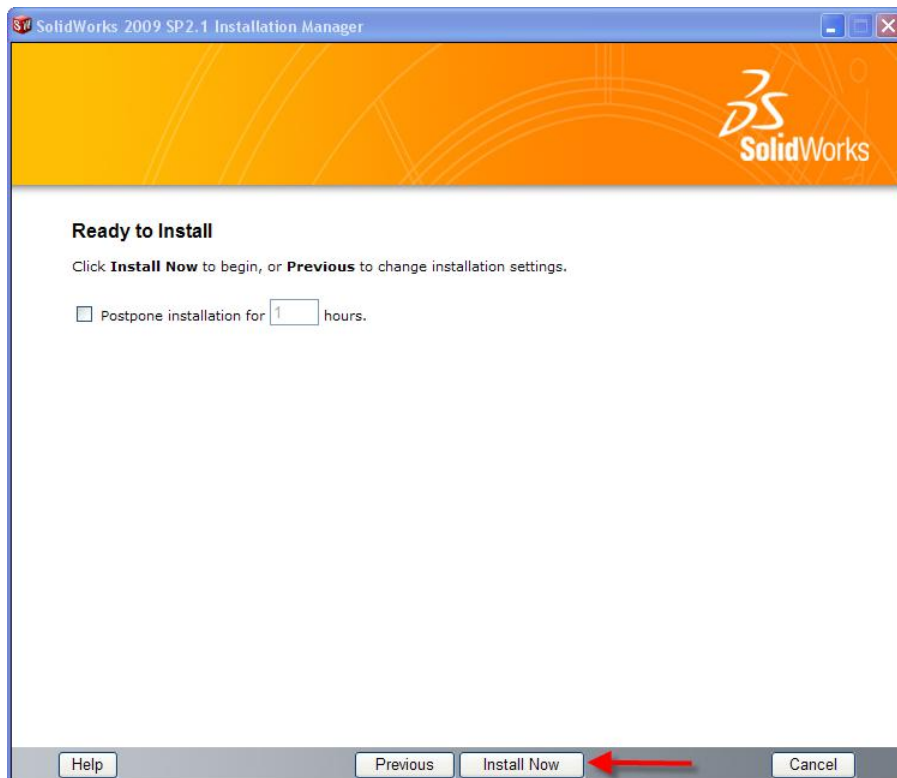 SolidWorks 2009 SP2.1 Installation Manager
SolidWorks
Ready to Install
Click Install Now to begin, or Previous to change installation settings.
Postpone installation for 1 hours.
Help Previous Install Now Cancel